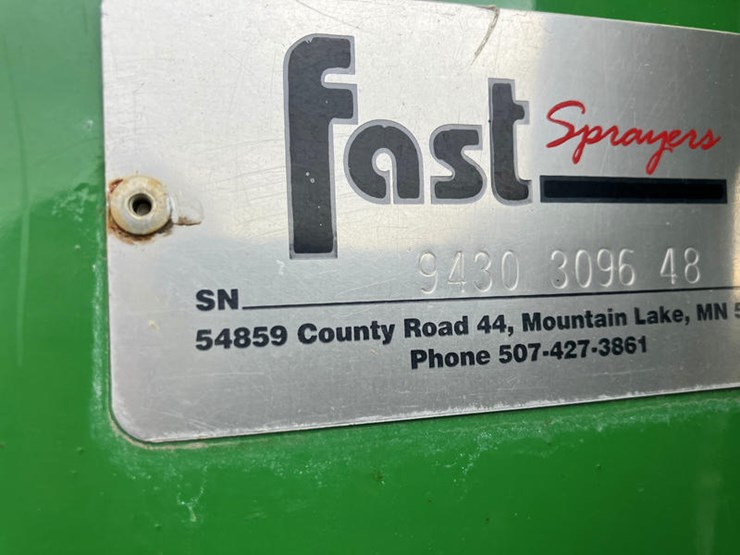 fast Sprayers
SN 9430 3096 48
54859 County Road 44, Mountain Lake, MN
Phone 507-427-3861